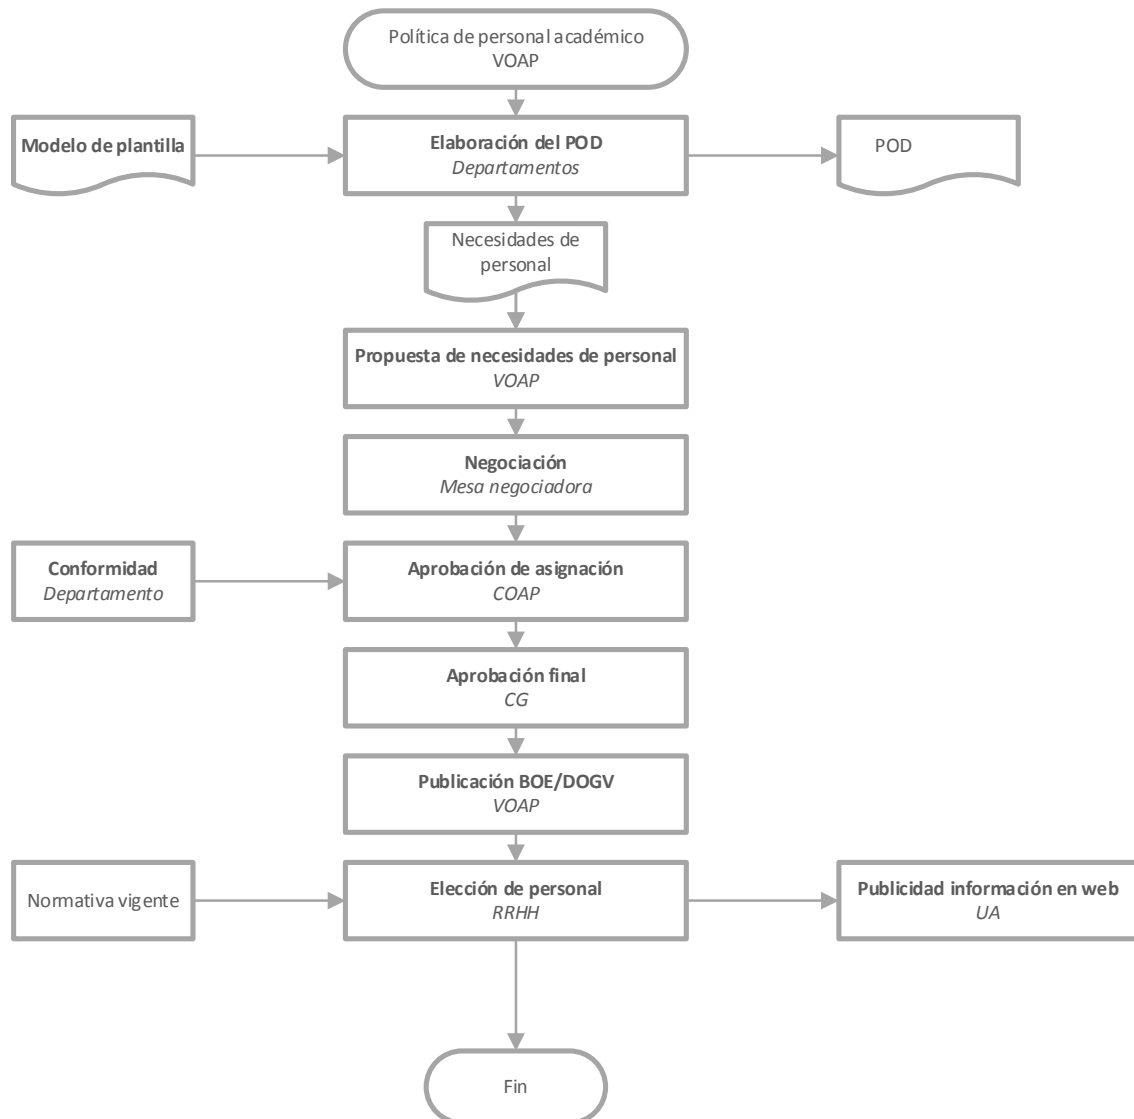 Política de personal académico
VOAP
Modelo de plantilla
Elaboración del POD
Departamentos
POD
Necesidades de
personal
Propuesta de necesidades de personal
VOAP
Negociación
Mesa negociadora
Conformidad
Departamento
Aprobación de asignación
COAP
Aprobación final
CG
Publicación BOE/DOGV
VOAP
Normativa vigente
Elección de personal
RRHH
Publicidad información en web
UA
Fin